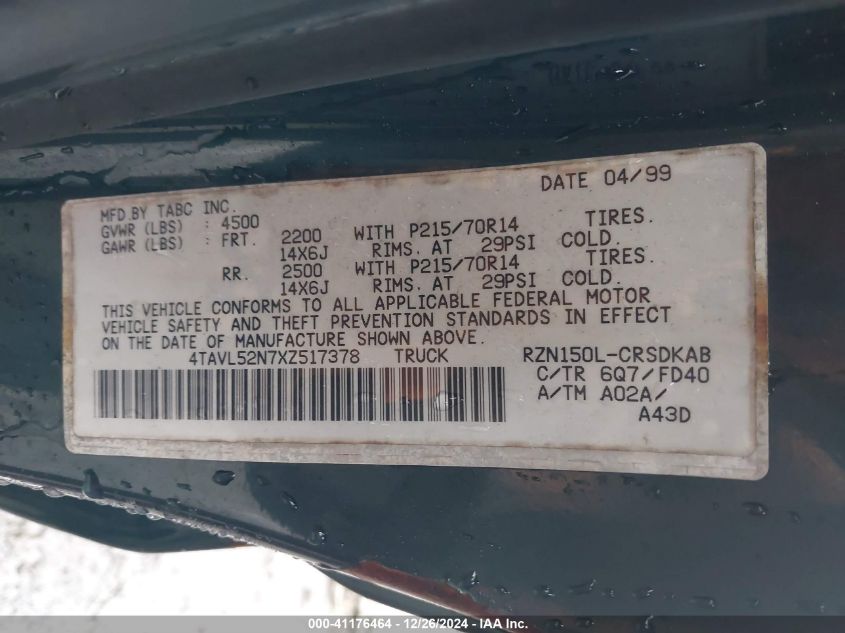 DATE 04/99
MFD.BY TABC INC.
GVWR (LBS) : 4500
GAWR (LBS) : FRT. 2200 WITH P215/70R14 TIRES.
14X6J RIMS. AT 29PSI COLD.
RR. 2500 WITH P215/70R14 TIRES.
14X6J RIMS. AT 29PSI COLD.
THIS VEHICLE CONFORMS TO ALL APPLICABLE FEDERAL MOTOR
VEHICLE SAFETY AND THEFT PREVENTION STANDARDS IN EFFECT
ON THE DATE OF MANUFACTURE SHOWN ABOVE.
4TAVL52N7XZ517378 TRUCK RZN150L-CRSDKAB
C/TR 6Q7/FD40
A/TM A02A/
A43D
000-41176464 - 12/26/2024 - IAA Inc.